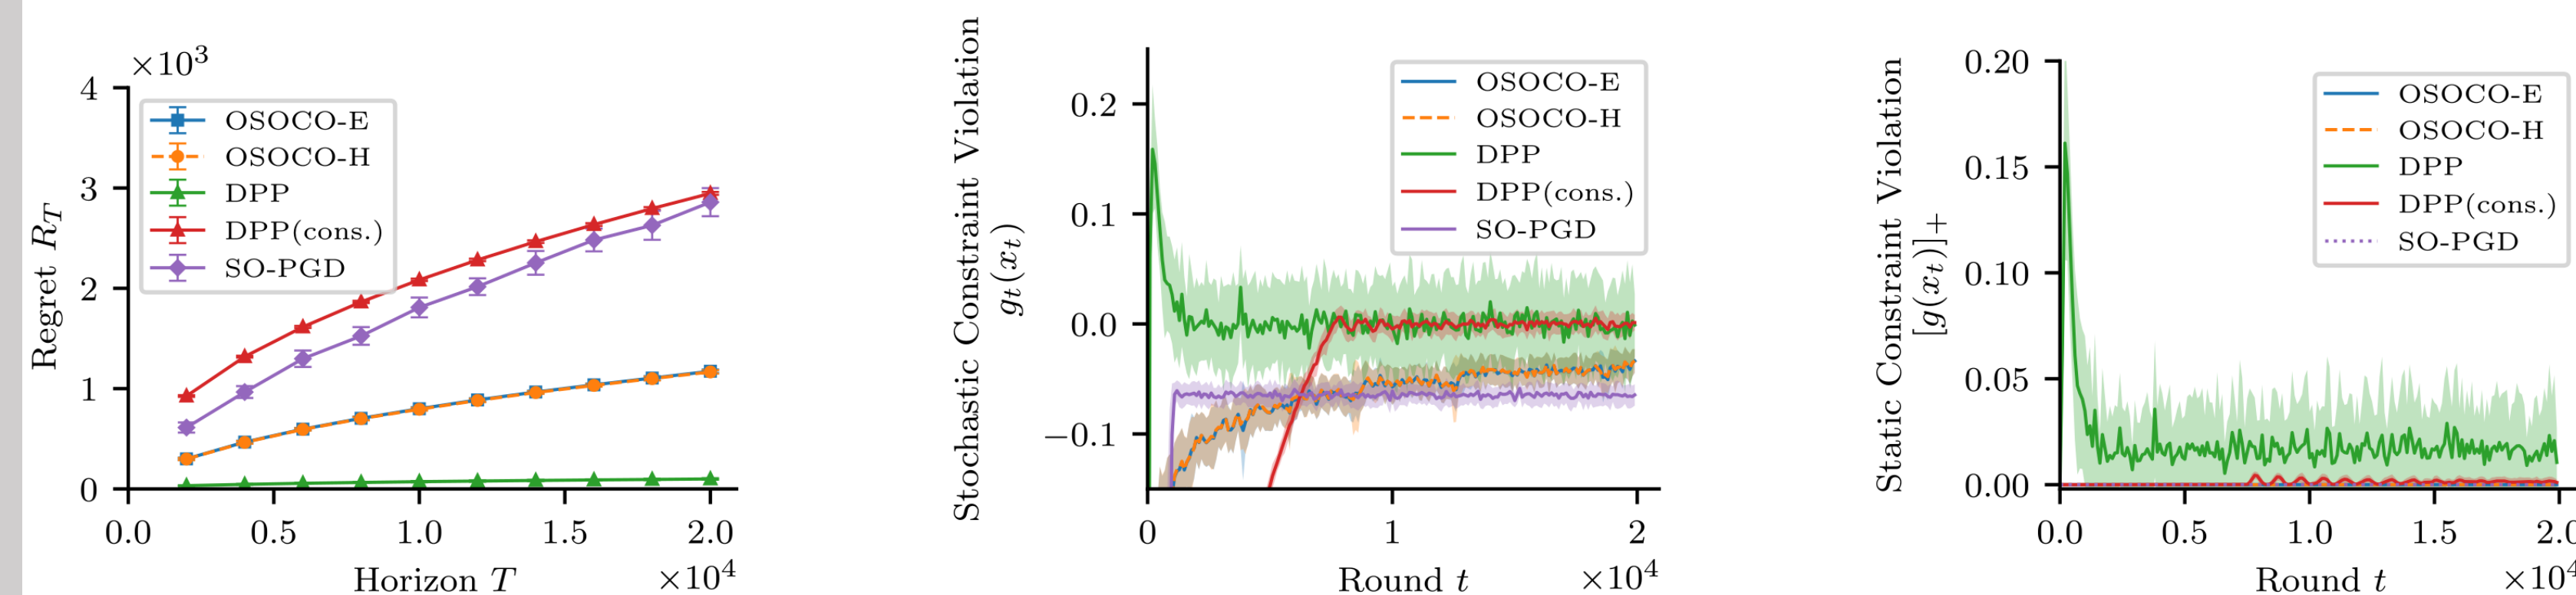 ×10³
4
3
2
1
0
Regret R_T
OSOCO-E
OSOCO-H
DPP
DPP(cons.)
SO-PGD
0.0 0.5 1.0 1.5 2.0
Horizon T
×10⁴
Stochastic Constraint Violation
g_t(x_t)
0.2
0.1
0.0
−0.1
OSOCO-E
OSOCO-H
DPP
DPP(cons.)
SO-PGD
0 1 2
Round t
×10⁴
Static Constraint Violation
[g(x_t)]+
0.20
0.15
0.10
0.05
0.00
OSOCO-E
OSOCO-H
DPP
DPP(cons.)
SO-PGD
0.0 0.5 1.0 1.5 2.0
Round t
×10⁴